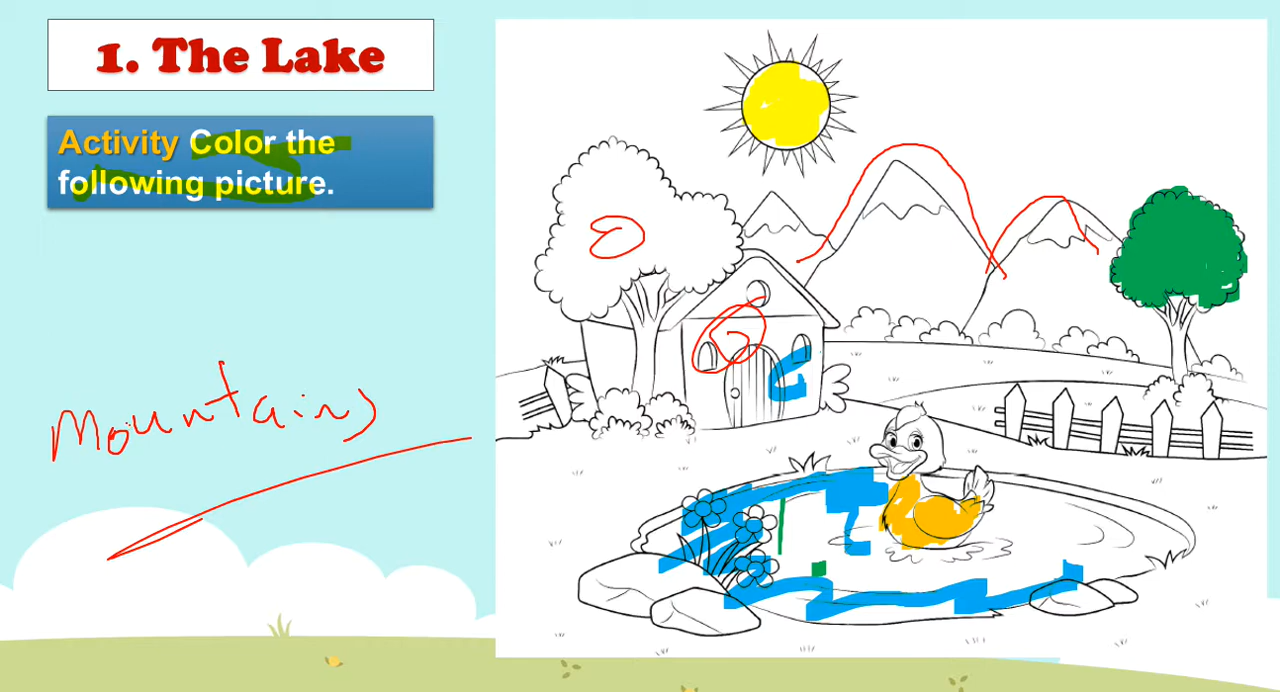 1. The Lake
Activity Color the
following picture.
Mountains